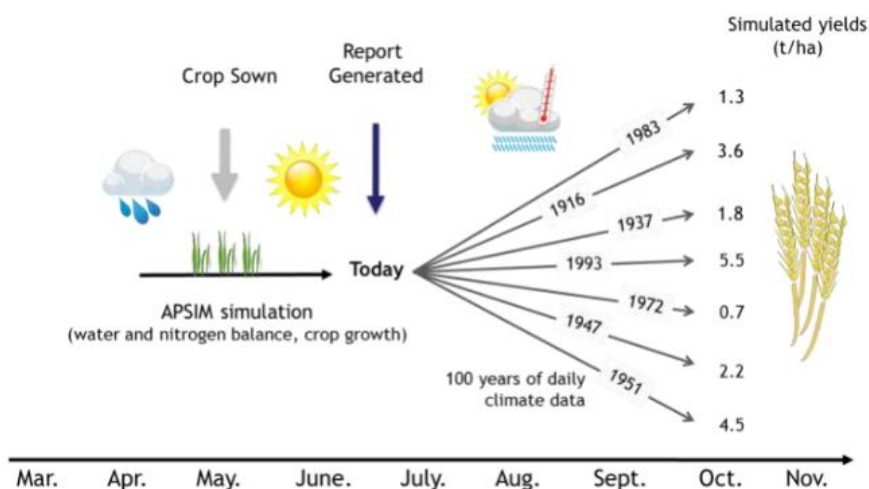 Simulated yields
(t/ha)
Report
Generated
Crop Sown
1.3
1983
3.6
1916
1.8
1937
Today
1993
5.5
1972
0.7
APSIM simulation
(water and nitrogen balance, crop growth)
1947
2.2
100 years of daily
climate data
1951
4.5
Mar. Apr. May. June. July. Aug. Sept. Oct. Nov.